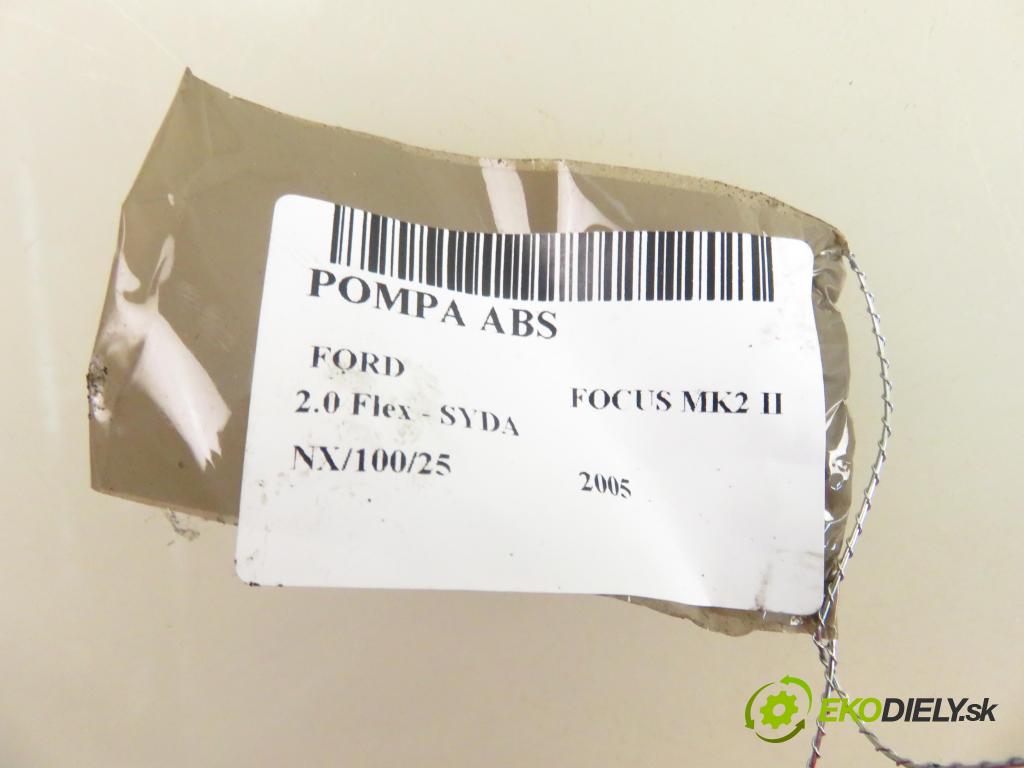 POMPA ABS
FORD
FOCUS MK2 II
2.0 Flex - SYDA
NX/100/25
2005
EKODIELY.sk